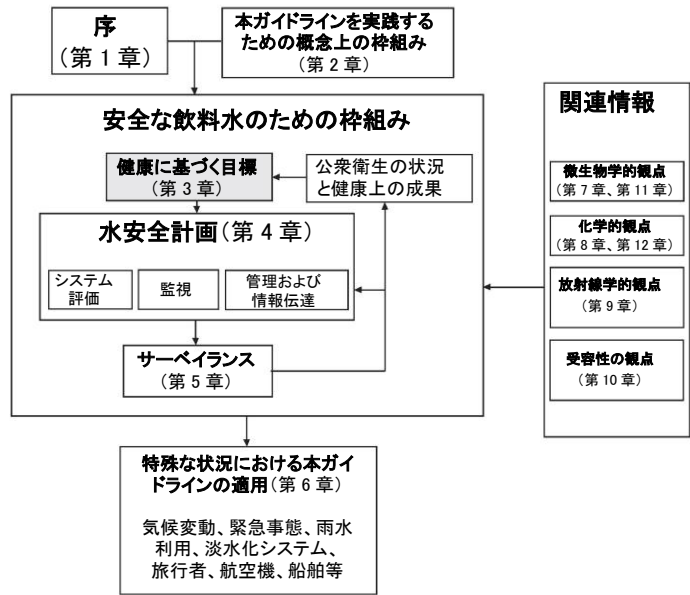 序
(第 1 章)
本ガイドラインを実践する
ための概念上の枠組み
(第 2 章)
安全な飲料水のための枠組み
健康に基づく目標
(第 3 章)
公衆衛生の状況
と健康上の成果
水安全計画(第 4 章)
システム
評価
監視
管理および
情報伝達
サーベイランス
(第 5 章)
関連情報
微生物学的観点
(第 7 章、第 11 章)
化学的観点
(第 8 章、第 12 章)
放射線学的観点
(第 9 章)
受容性の観点
(第 10 章)
特殊な状況における本ガイ
ドラインの適用(第 6 章)
気候変動、緊急事態、雨水
利用、淡水化システム、
旅行者、航空機、船舶等